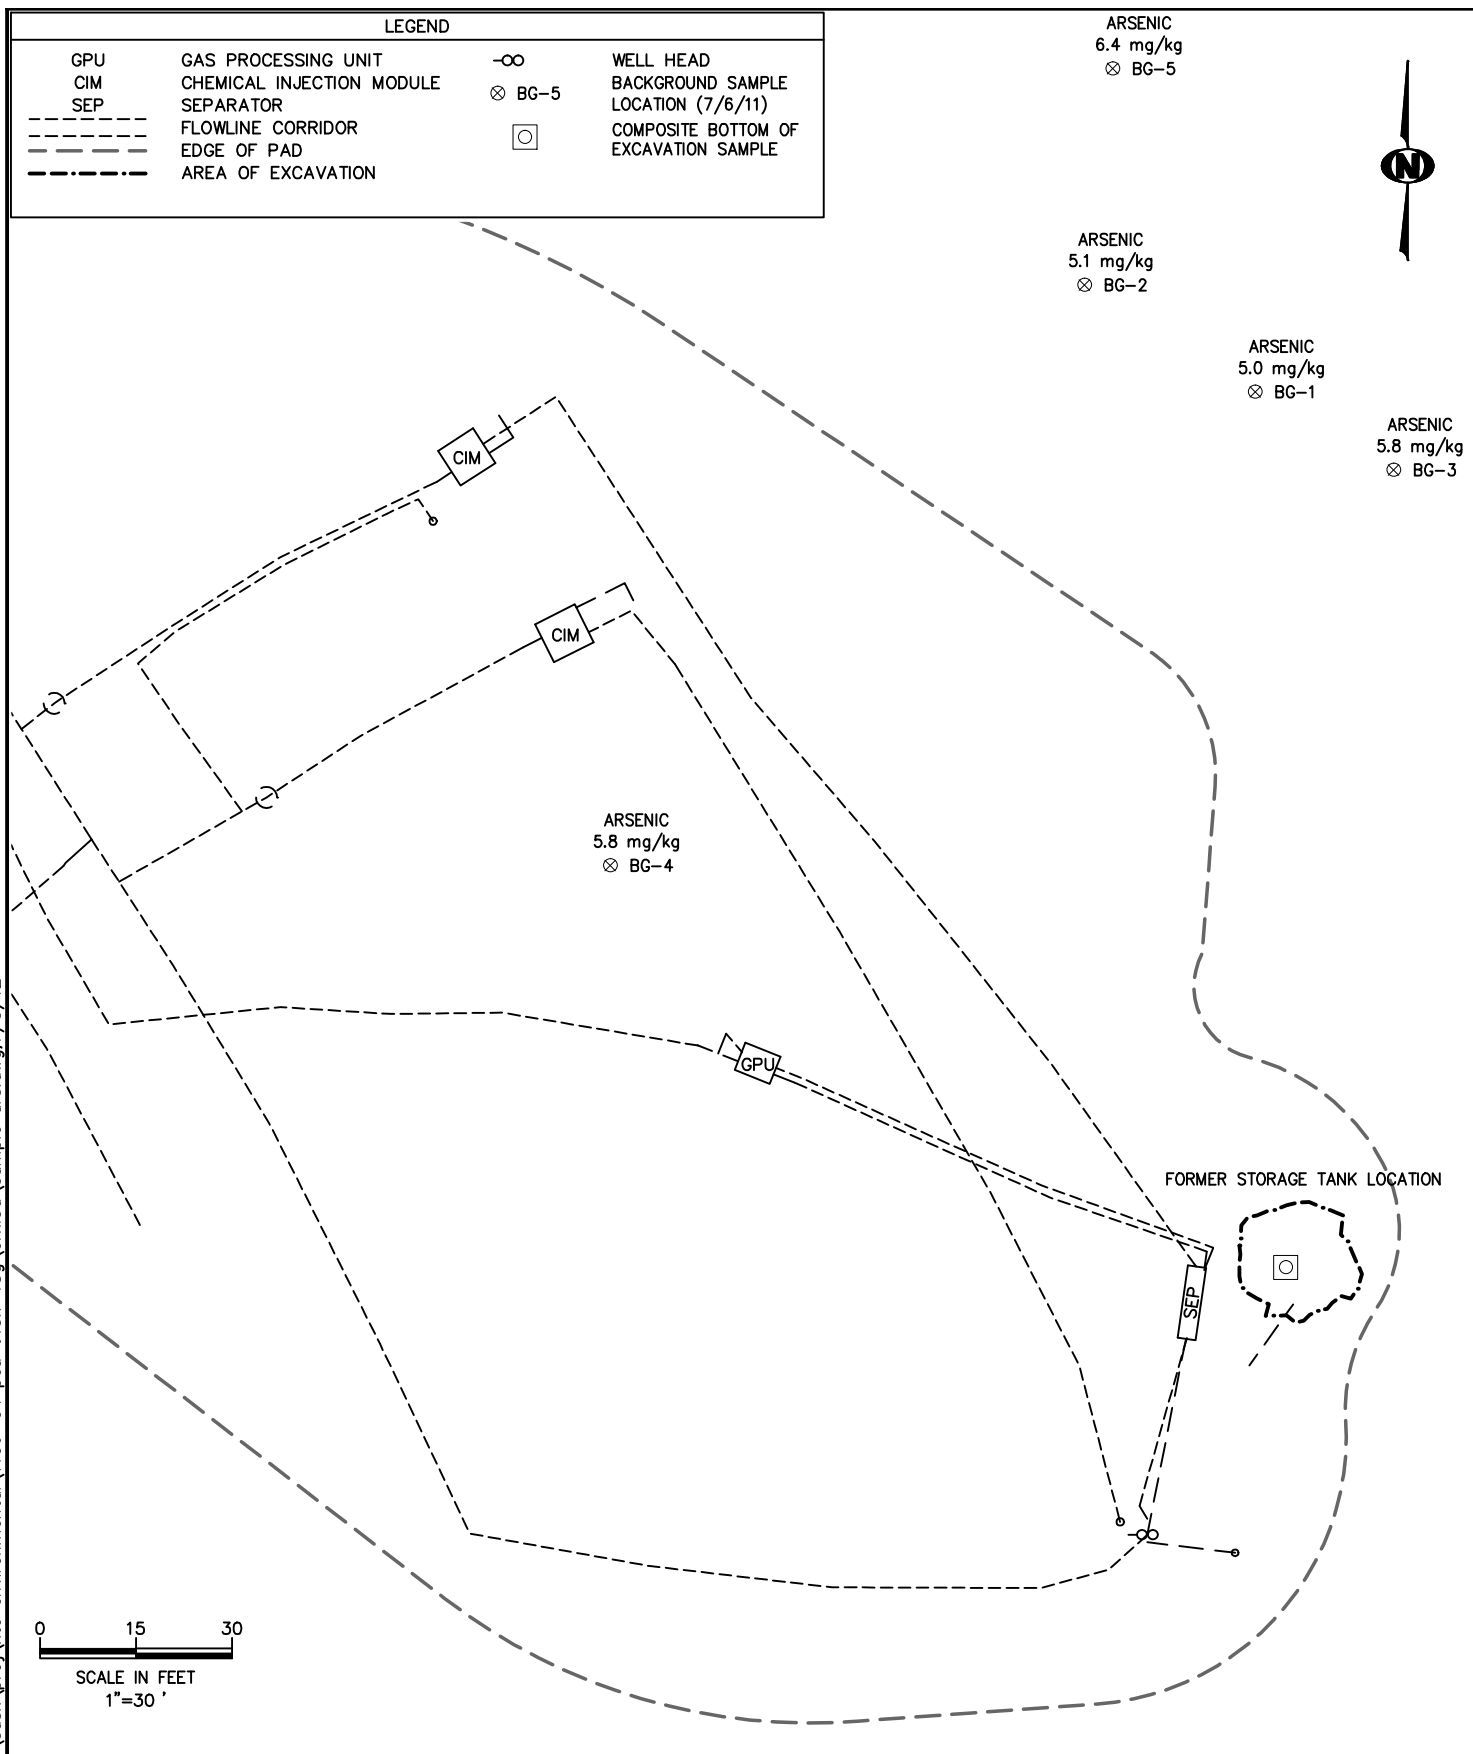 LEGEND
GPU GAS PROCESSING UNIT
CIM CHEMICAL INJECTION MODULE
SEP SEPARATOR
FLOWLINE CORRIDOR
EDGE OF PAD
AREA OF EXCAVATION
WELL HEAD
BG-5 BACKGROUND SAMPLE
LOCATION (7/6/11)
COMPOSITE BOTTOM OF
EXCAVATION SAMPLE
ARSENIC
6.4 mg/kg
BG-5
N
ARSENIC
5.1 mg/kg
BG-2
ARSENIC
5.0 mg/kg
BG-1
ARSENIC
5.8 mg/kg
BG-3
CIM
CIM
ARSENIC
5.8 mg/kg
BG-4
GPU
FORMER STORAGE TANK LOCATION
SEP
0 15 30
SCALE IN FEET
1"=30 '